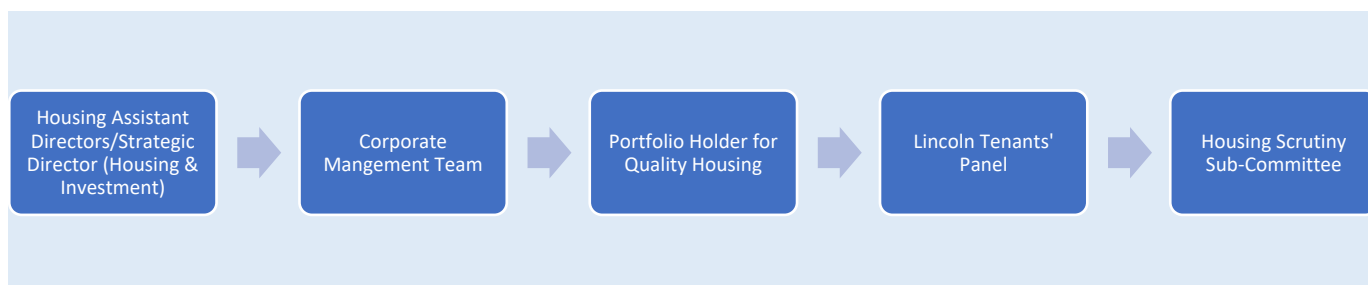 Housing Assistant
Directors/Strategic
Director (Housing &
Investment)
Corporate
Mangement Team
Portfolio Holder for
Quality Housing
Lincoln Tenants'
Panel
Housing Scrutiny
Sub-Committee